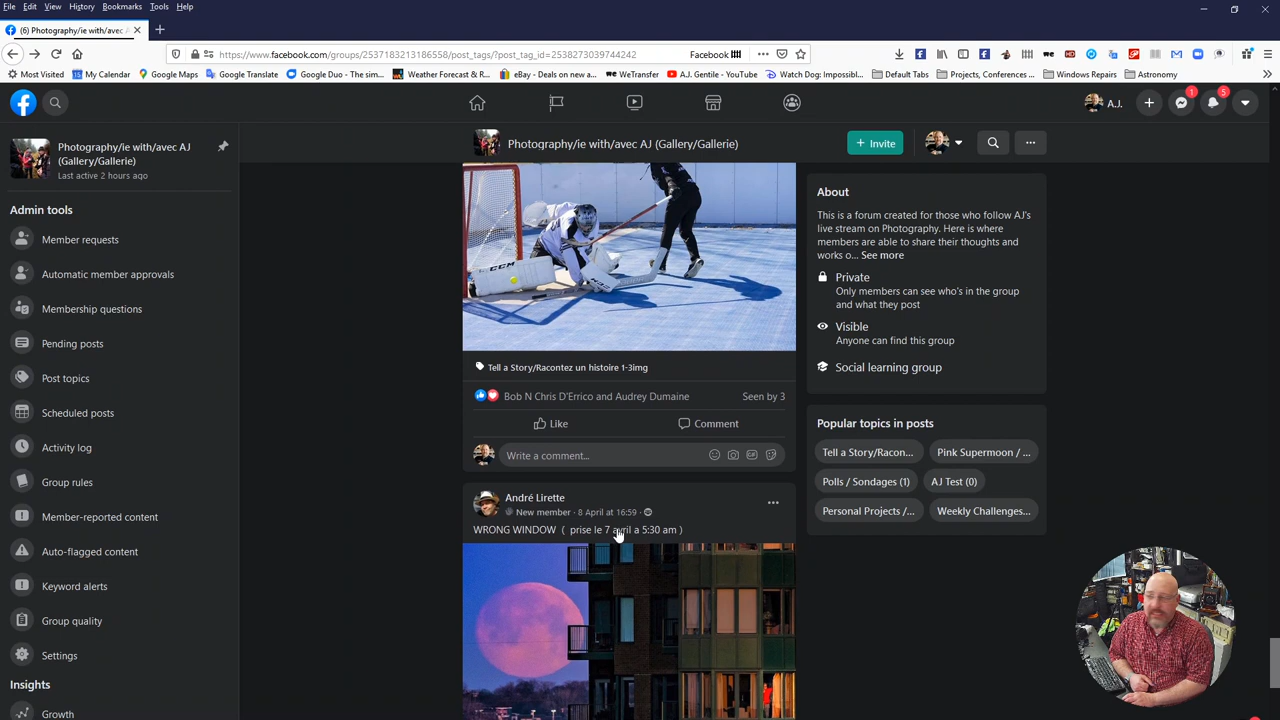 File Edit View History Bookmarks Tools Help
(6) Photography/ie with/avec A
https://www.facebook.com/groups/2537183213186558/post_tags/?post_tag_id=2538273039744242
Facebook
Most Visited My Calendar Google Maps Google Translate Google Duo - The sim... Weather Forecast & R... eBay - Deals on new a... WeTransfer A.J. Gentile - YouTube Watch Dog: Impossibl... Default Tabs Projects, Conferences... Windows Repairs Astronomy
A.J.
1
5
Photography/ie with/avec AJ
(Gallery/Gallerie)
Last active 2 hours ago
Admin tools
Member requests
Automatic member approvals
Membership questions
Pending posts
Post topics
Scheduled posts
Activity log
Group rules
Member-reported content
Auto-flagged content
Keyword alerts
Group quality
Settings
Insights
Growth
Photography/ie with/avec AJ (Gallery/Gallerie)
+ Invite
CCM
Tell a Story/Racontez un histoire 1-3img
Bob N Chris D'Errico and Audrey Dumaine
Seen by 3
Like
Comment
Write a comment...
GIF
André Lirette
New member · 8 April at 16:59 ·
WRONG WINDOW ( prise le 7 avril a 5:30 am )
About
This is a forum created for those who follow AJ's
live stream on Photography. Here is where
members are able to share their thoughts and
works o... See more
Private
Only members can see who's in the group
and what they post
Visible
Anyone can find this group
Social learning group
Popular topics in posts
Tell a Story/Racon... Pink Supermoon / ...
Polls / Sondages (1) AJ Test (0)
Personal Projects /... Weekly Challenges...